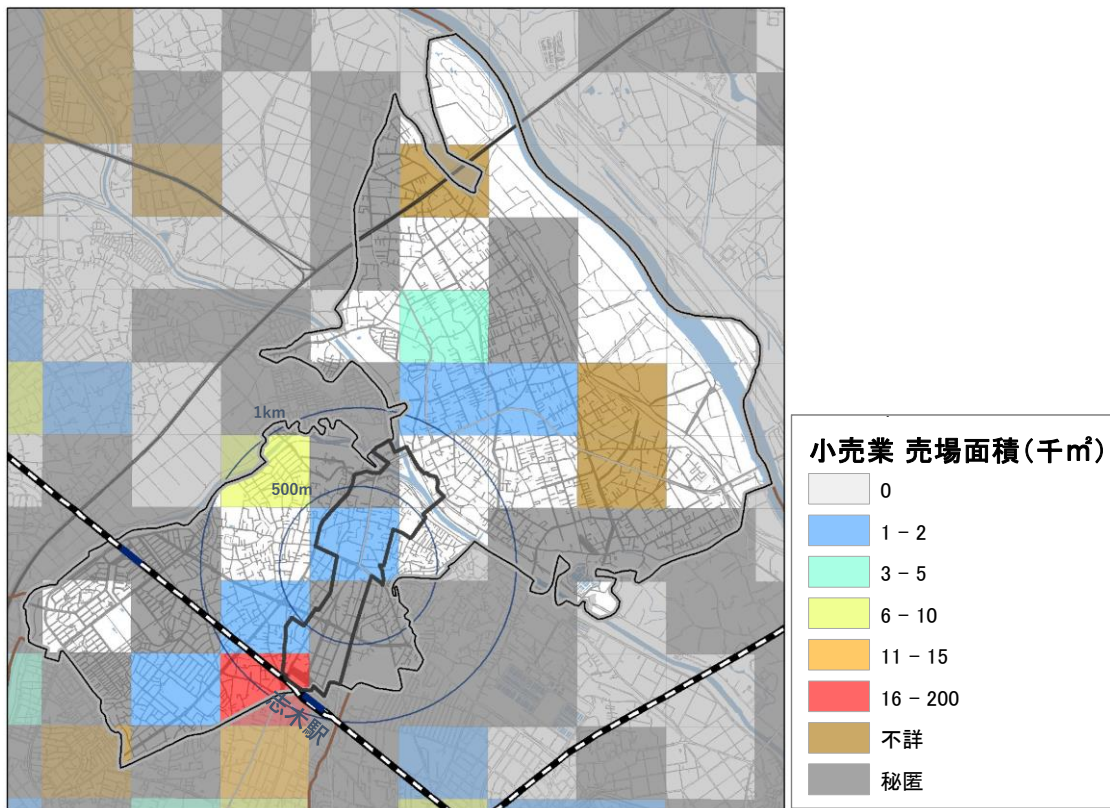 1km
500m
志木駅
小売業 売場面積(千㎡)
0
1 - 2
3 - 5
6 - 10
11 - 15
16 - 200
不詳
秘匿